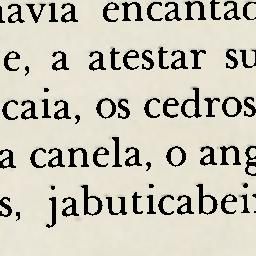 havia encantad
e, a atestar su
caia, os cedros
a canela, o ang
s, jabuticabei